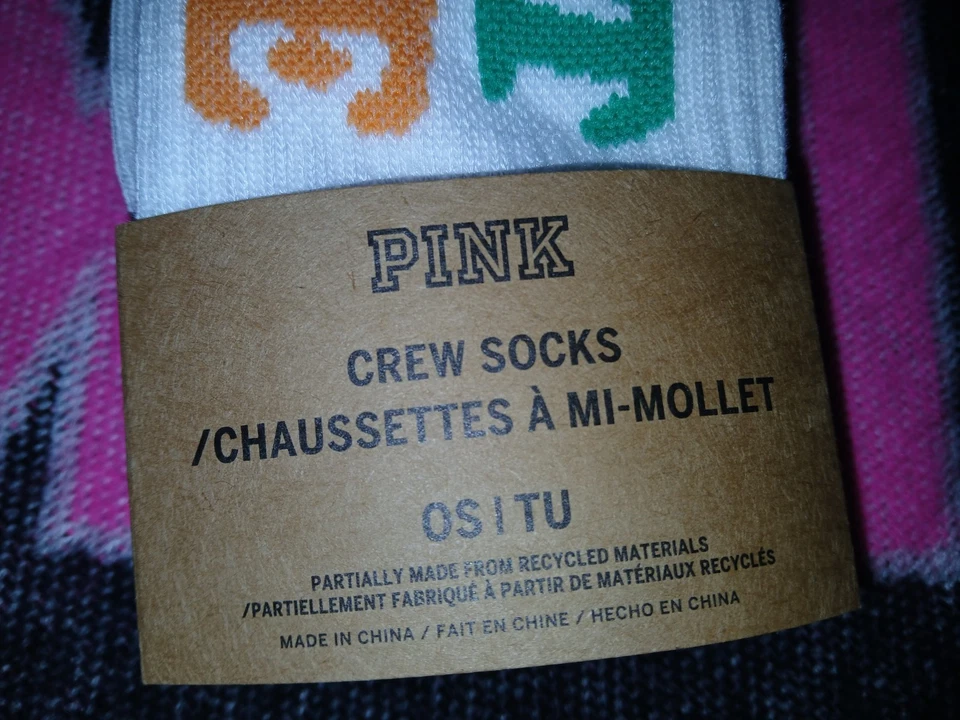 PINK
CREW SOCKS
/CHAUSSETTES À MI-MOLLET
OS | TU
PARTIALLY MADE FROM RECYCLED MATERIALS
/PARTIELLEMENT FABRIQUÉ À PARTIR DE MATÉRIAUX RECYCLÉS
MADE IN CHINA / FAIT EN CHINE / HECHO EN CHINA